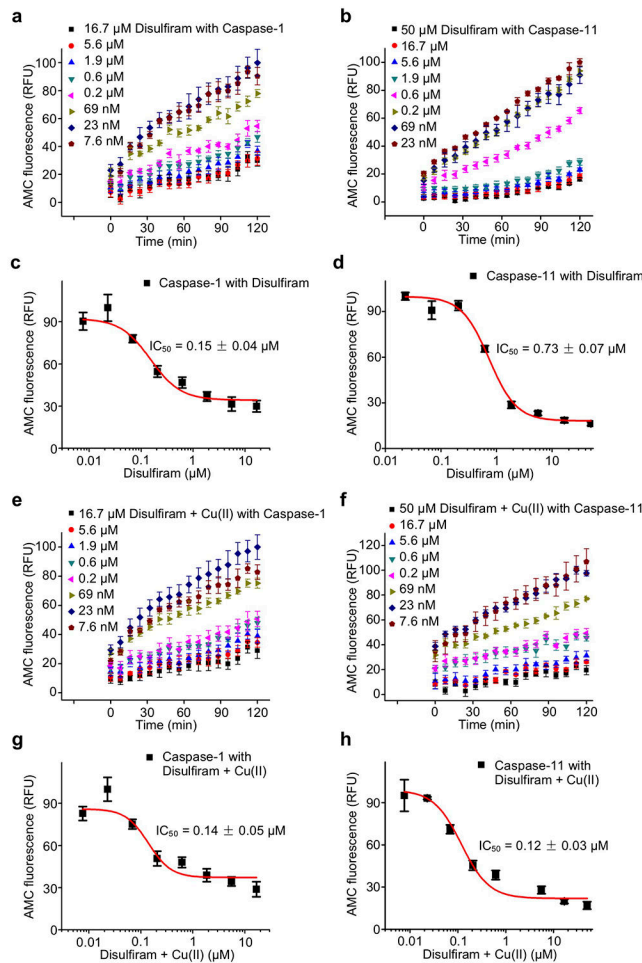 a
16.7 μM Disulfiram with Caspase-1
5.6 μM
1.9 μM
0.6 μM
0.2 μM
69 nM
23 nM
7.6 nM
AMC fluorescence (RFU)
100
80
60
40
20
0
0 30 60 90 120
Time (min)
b
50 μM Disulfiram with Caspase-11
16.7 μM
5.6 μM
1.9 μM
0.6 μM
0.2 μM
69 nM
23 nM
AMC fluorescence (RFU)
100
80
60
40
20
0
0 30 60 90 120
Time (min)
c
Caspase-1 with Disulfiram
IC50 = 0.15 ± 0.04 μM
AMC fluorescence (RFU)
90
60
30
0
0.01 0.1 1 10
Disulfiram (μM)
d
Caspase-11 with Disulfiram
IC50 = 0.73 ± 0.07 μM
AMC fluorescence (RFU)
90
60
30
0
0.01 0.1 1 10
Disulfiram (μM)
e
16.7 μM Disulfiram + Cu(II) with Caspase-1
5.6 μM
1.9 μM
0.6 μM
0.2 μM
69 nM
23 nM
7.6 nM
AMC fluorescence (RFU)
100
80
60
40
20
0
0 30 60 90 120
Time (min)
f
50 μM Disulfiram + Cu(II) with Caspase-11
16.7 μM
5.6 μM
0.6 μM
0.2 μM
69 nM
23 nM
7.6 nM
AMC fluorescence (RFU)
120
100
80
60
40
20
0
0 30 60 90 120
Time (min)
g
Caspase-1 with
Disulfiram + Cu(II)
IC50 = 0.14 ± 0.05 μM
AMC fluorescence (RFU)
90
60
30
0
0.01 0.1 1 10
Disulfiram + Cu(II) (μM)
h
Caspase-11 with
Disulfiram + Cu(II)
IC50 = 0.12 ± 0.03 μM
AMC fluorescence (RFU)
90
60
30
0
0.01 0.1 1 10
Disulfiram + Cu(II) (μM)